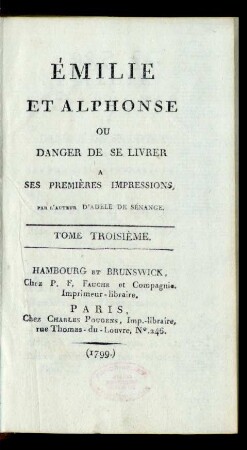 ÉMILIE
ET ALPHONSE
OU
DANGER DE SE LIVRER
A
SES PREMIÈRES IMPRESSIONS,
PAR L'AUTEUR D'ADELE DE SÉNANGE.
TOME TROISIÈME.
HAMBOURG ET BRUNSWICK,
Chez P. F. FAUCHE et Compagnie.
Imprimeur-libraire.
PARIS,
Chez CHARLES POUGENS, Imp.-libraire,
rue Thomas-du-Louvre, N°. 246.
(1799.)